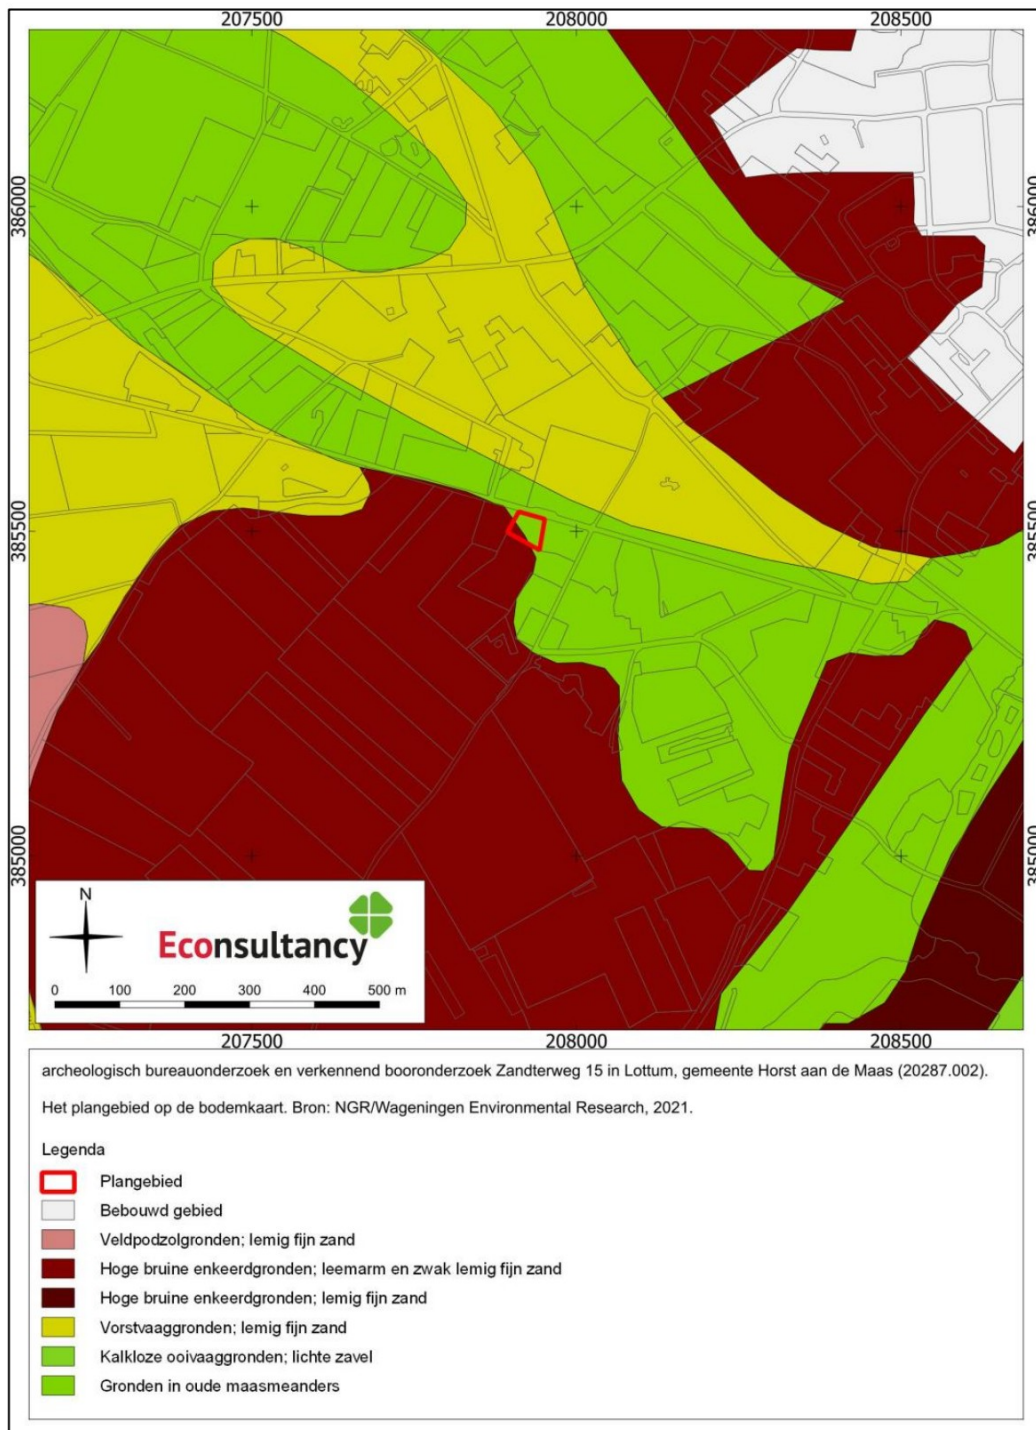 207500
208000
208500
386000
386000
385500
385500
385000
385000
N
Econsultancy
0 100 200 300 400 500 m
207500
208000
208500
archeologisch bureauonderzoek en verkennend booronderzoek Zandterweg 15 in Lottum, gemeente Horst aan de Maas (20287.002).
Het plangebied op de bodemkaart. Bron: NGR/Wageningen Environmental Research, 2021.
Legenda
Plangebied
Bebouwd gebied
Veldpodzolgronden; lemig fijn zand
Hoge bruine enkeerdgronden; leemarm en zwak lemig fijn zand
Hoge bruine enkeerdgronden; lemig fijn zand
Vorstvaaggronden; lemig fijn zand
Kalkloze ooivaaggronden; lichte zavel
Gronden in oude maasmeanders